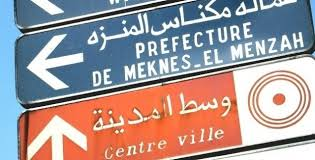 عمالة مكناس المنزه
PREFECTURE
DE MEKNES_EL MENZAH
وسط المدينة
Centre ville